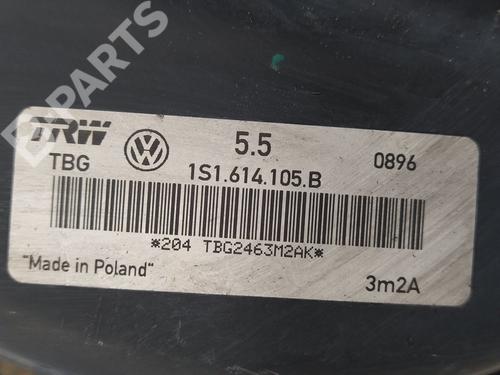 B-PARTS
TRW
5.5
0896
TBG
1S1.614.105.B
*204 TBG2463M2AK*
"Made in Poland"
3m2A